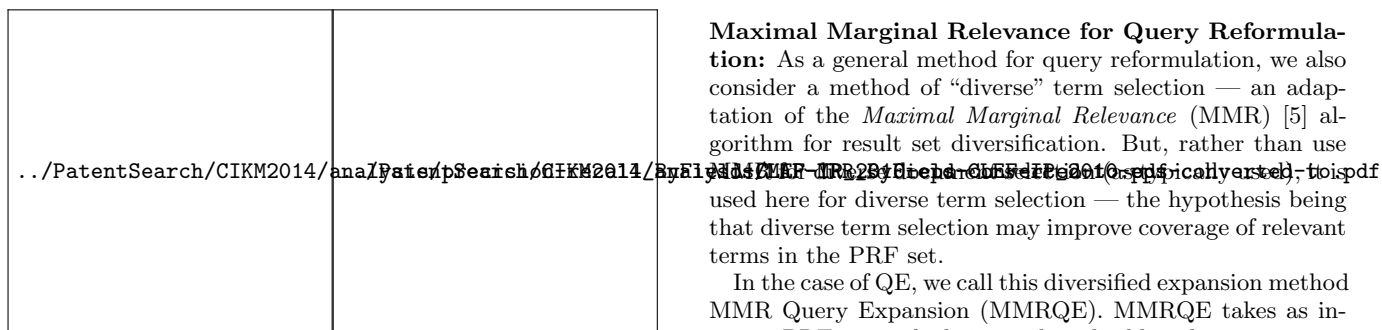 ../PatentSearch/CIKM2014/
Maximal Marginal Relevance for Query Reformula-
tion: As a general method for query reformulation, we also
consider a method of “diverse” term selection — an adap-
tation of the Maximal Marginal Relevance (MMR) [5] al-
gorithm for result set diversification. But, rather than use
used here for diverse term selection — the hypothesis being
that diverse term selection may improve coverage of relevant
terms in the PRF set.
In the case of QE, we call this diversified expansion method
MMR Query Expansion (MMRQE). MMRQE takes as in-